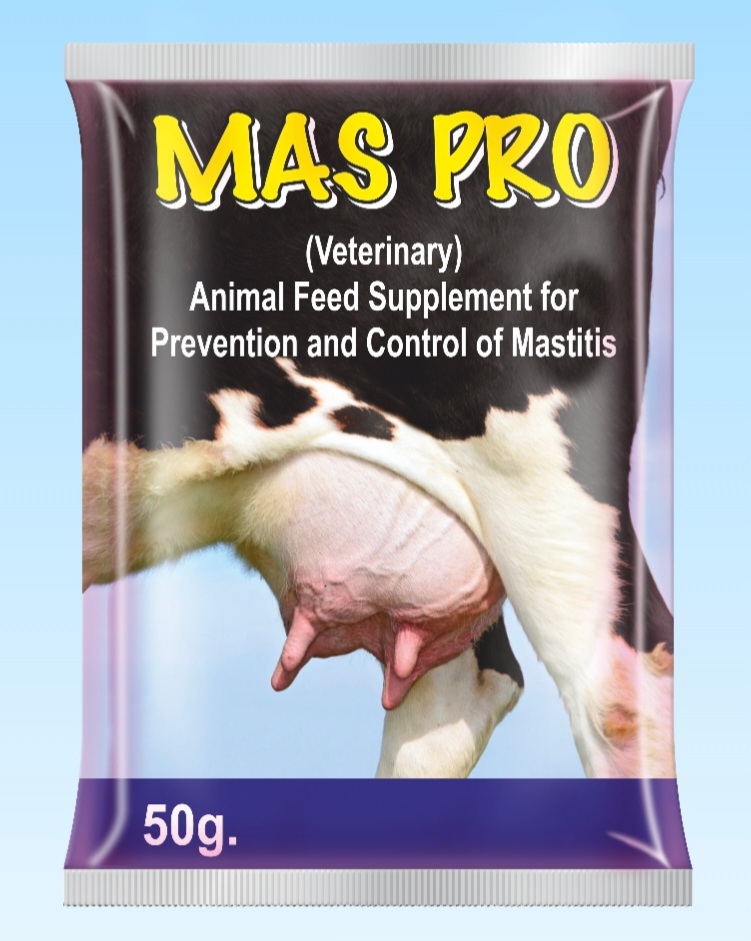 MAS PRO
(Veterinary)
Animal Feed Supplement for
Prevention and Control of Mastitis
50g.